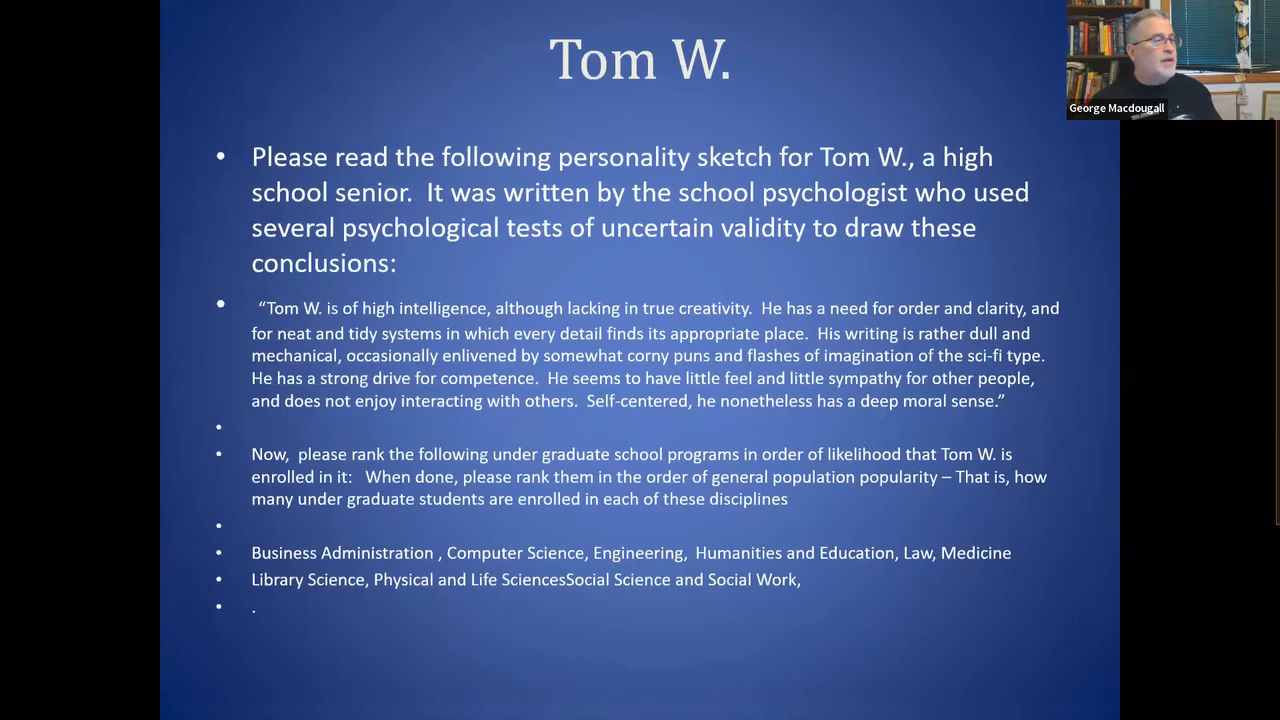 Tom W.
George Macdougall
• Please read the following personality sketch for Tom W., a high
school senior.  It was written by the school psychologist who used
several psychological tests of uncertain validity to draw these
conclusions:
• “Tom W. is of high intelligence, although lacking in true creativity.  He has a need for order and clarity, and
for neat and tidy systems in which every detail finds its appropriate place.  His writing is rather dull and
mechanical, occasionally enlivened by somewhat corny puns and flashes of imagination of the sci-fi type.
He has a strong drive for competence.  He seems to have little feel and little sympathy for other people,
and does not enjoy interacting with others.  Self-centered, he nonetheless has a deep moral sense.”
•
• Now,  please rank the following under graduate school programs in order of likelihood that Tom W. is
enrolled in it:   When done, please rank them in the order of general population popularity – That is, how
many under graduate students are enrolled in each of these disciplines
•
• Business Administration , Computer Science, Engineering,  Humanities and Education, Law, Medicine
• Library Science, Physical and Life SciencesSocial Science and Social Work,
• .